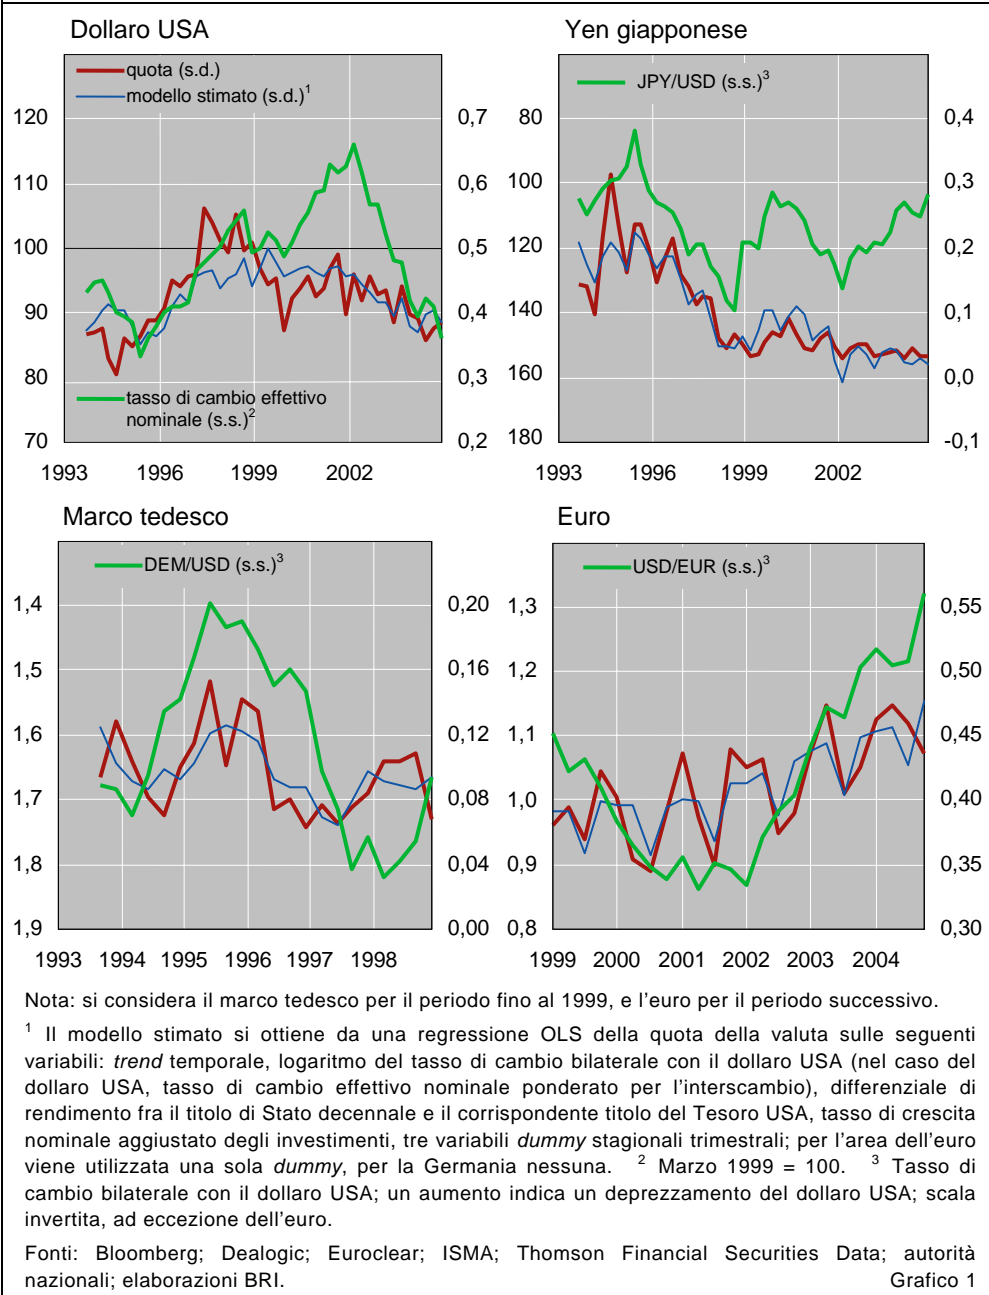 Dollaro USA
quota (s.d.)
modello stimato (s.d.)1
tasso di cambio effettivo
nominale (s.s.)2
120
110
100
90
80
70
0,7
0,6
0,5
0,4
0,3
0,2
1993 1996 1999 2002
Yen giapponese
JPY/USD (s.s.)3
80
100
120
140
160
180
0,4
0,3
0,2
0,1
0,0
-0,1
1993 1996 1999 2002
Marco tedesco
DEM/USD (s.s.)3
1,4
1,5
1,6
1,7
1,8
1,9
0,20
0,16
0,12
0,08
0,04
0,00
1993 1994 1995 1996 1997 1998
Euro
USD/EUR (s.s.)3
1,3
1,2
1,1
1,0
0,9
0,8
0,55
0,50
0,45
0,40
0,35
0,30
1999 2000 2001 2002 2003 2004
Nota: si considera il marco tedesco per il periodo fino al 1999, e l'euro per il periodo successivo.
1 Il modello stimato si ottiene da una regressione OLS della quota della valuta sulle seguenti
variabili: trend temporale, logaritmo del tasso di cambio bilaterale con il dollaro USA (nel caso del
dollaro USA, tasso di cambio effettivo nominale ponderato per l'interscambio), differenziale di
rendimento fra il titolo di Stato decennale e il corrispondente titolo del Tesoro USA, tasso di crescita
nominale aggiustato degli investimenti, tre variabili dummy stagionali trimestrali; per l'area dell'euro
viene utilizzata una sola dummy, per la Germania nessuna. 2 Marzo 1999 = 100. 3 Tasso di
cambio bilaterale con il dollaro USA; un aumento indica un deprezzamento del dollaro USA; scala
invertita, ad eccezione dell'euro.
Fonti: Bloomberg; Dealogic; Euroclear; ISMA; Thomson Financial Securities Data; autorità
nazionali; elaborazioni BRI. Grafico 1